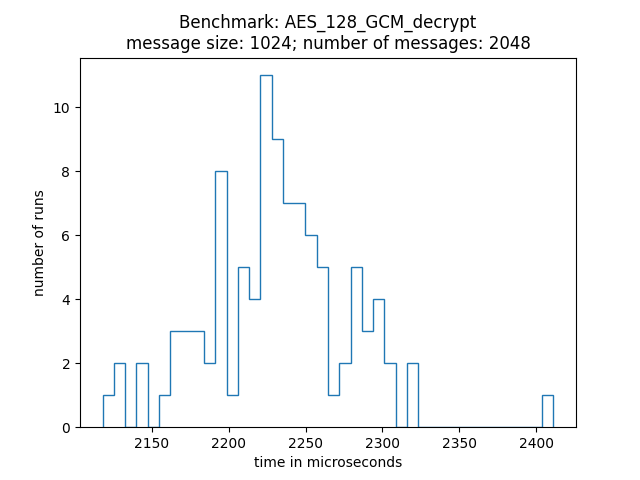 Benchmark: AES_128_GCM_decrypt
message size: 1024; number of messages: 2048
number of runs
10
8
6
4
2
0
2150 2200 2250 2300 2350 2400
time in microseconds